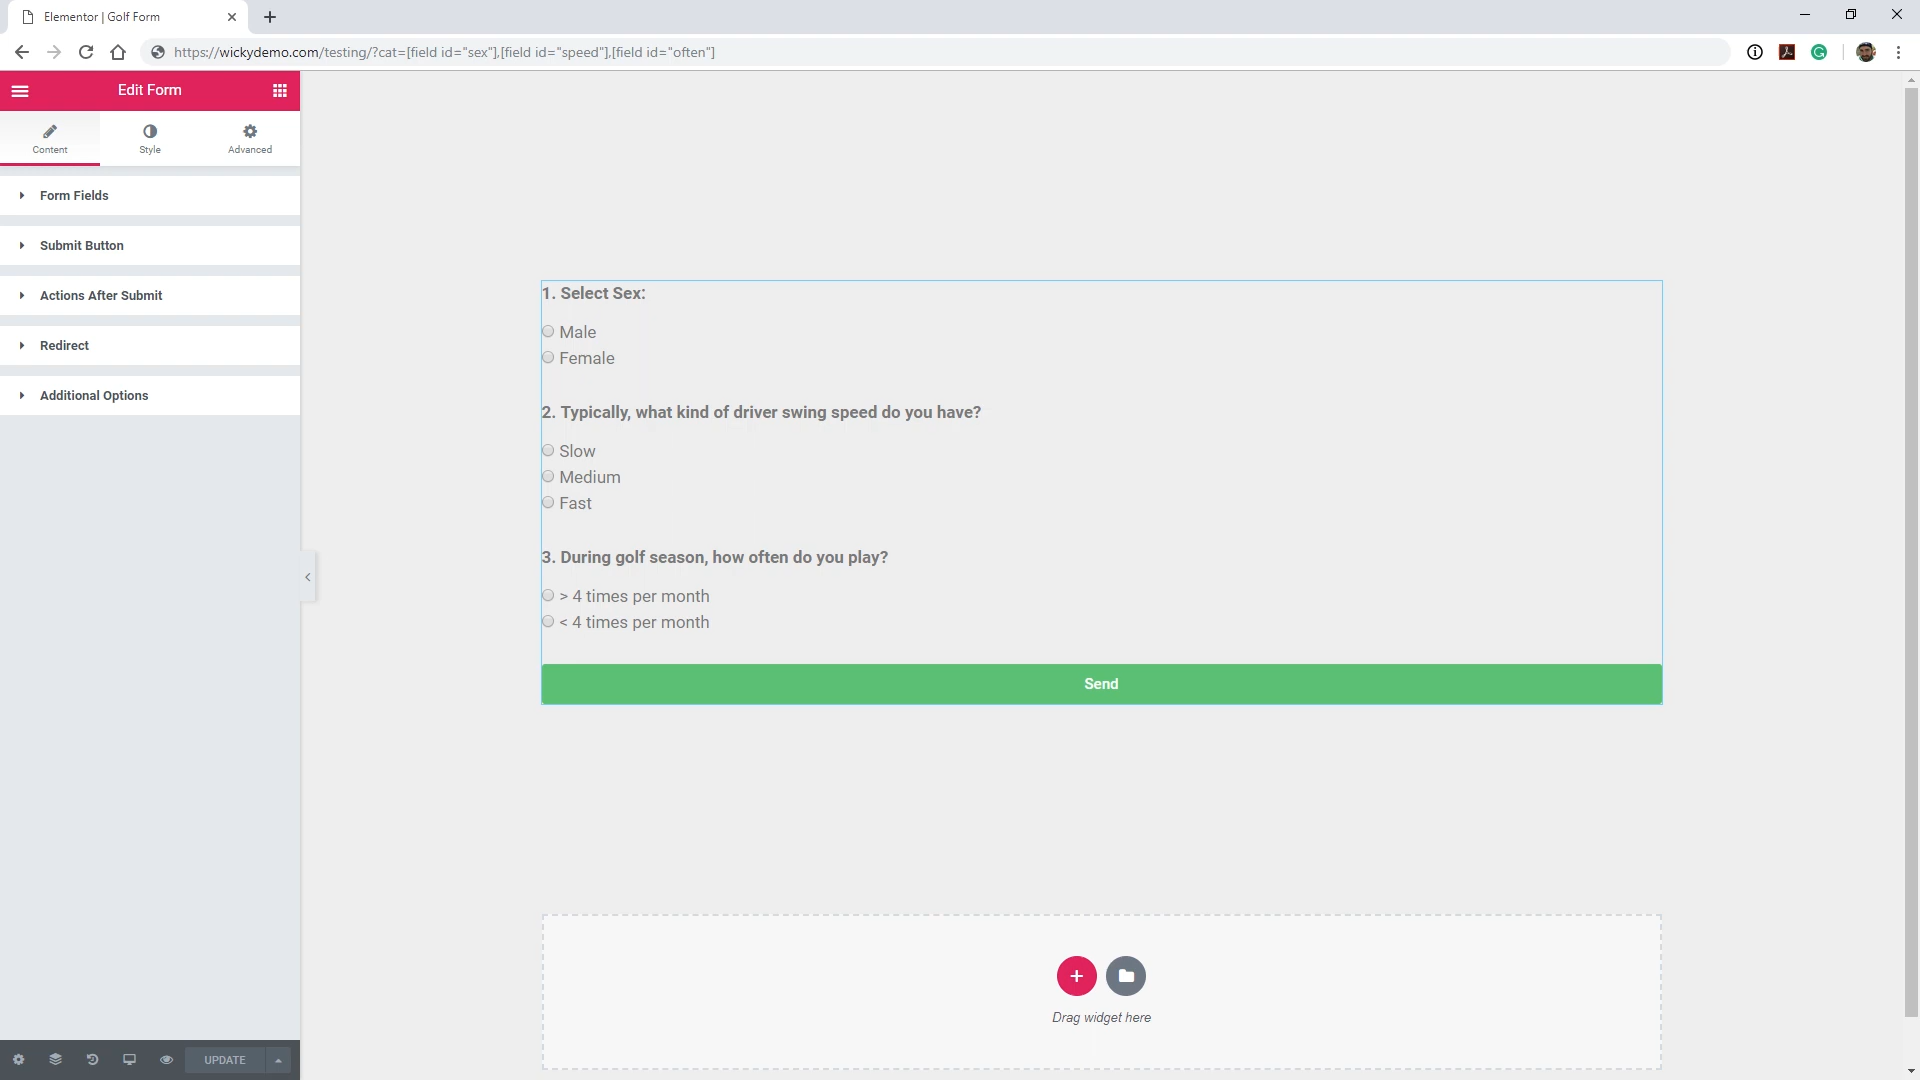 Elementor | Golf Form
https://wickydemo.com/testing/?cat=[field id="sex"],[field id="speed"],[field id="often"]
Edit Form
Content
Style
Advanced
Form Fields
Submit Button
Actions After Submit
Redirect
Additional Options
1. Select Sex:
Male
Female
2. Typically, what kind of driver swing speed do you have?
Slow
Medium
Fast
3. During golf season, how often do you play?
> 4 times per month
< 4 times per month
Send
Drag widget here
UPDATE